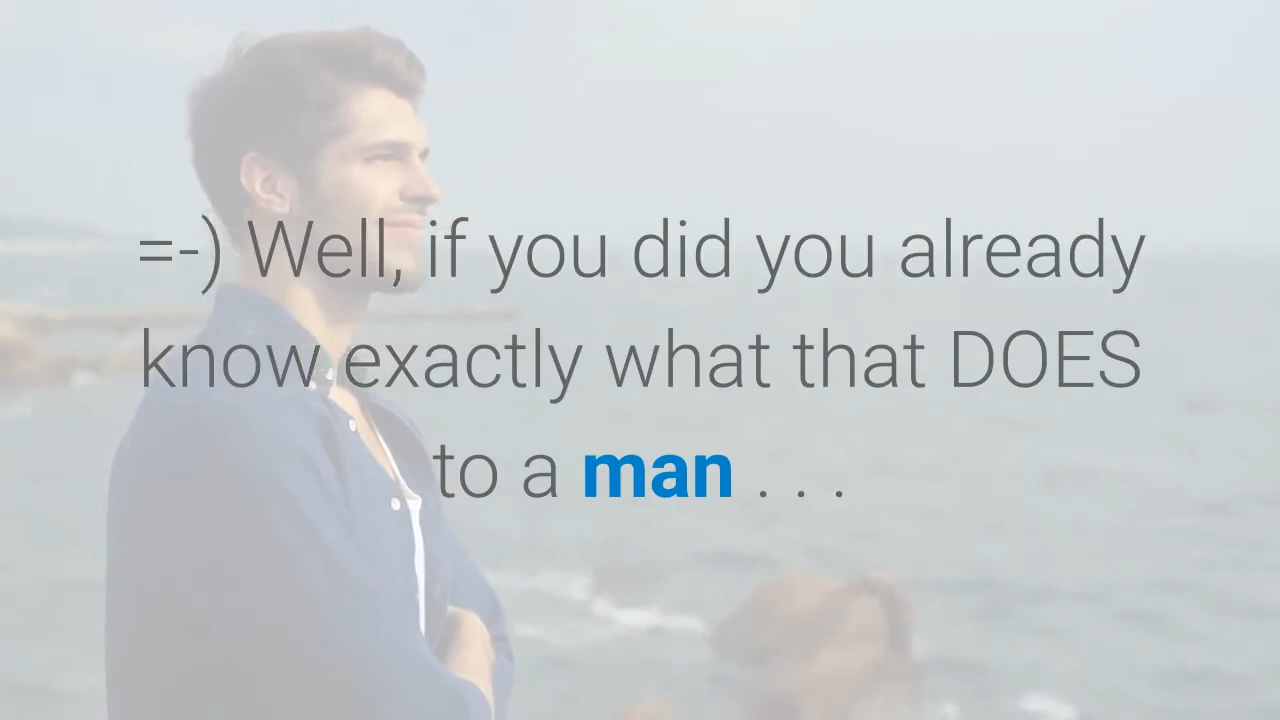 =-) Well, if you did you already
know exactly what that DOES
to a man . . .